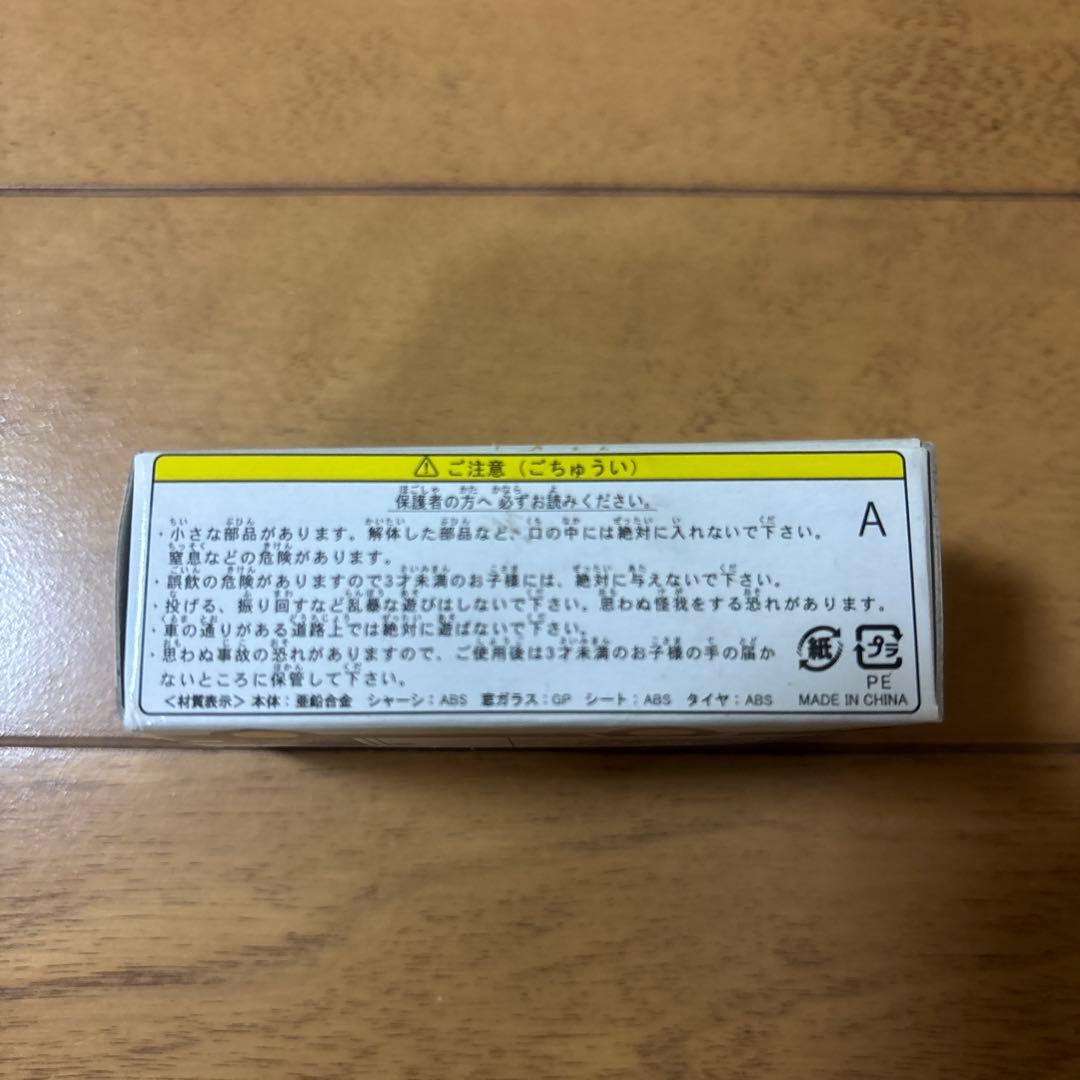 ⚠ ご注意（ごちゅうい）
保護者の方へ 必ずお読みください。
A
・小さな部品があります。解体した部品など、口の中には絶対に入れないで下さい。
窒息などの危険があります。
・誤飲の危険がありますので3才未満のお子様には、絶対に与えないで下さい。
・投げる、振り回すなど乱暴な遊びはしないで下さい。思わぬ怪我をする恐れがあります。
・車の通りがある道路上では絶対に遊ばないで下さい。
・思わぬ事故の恐れがありますので、ご使用後は3才未満のお子様の手の届か
ないところに保管して下さい。
紙 プラ
PE
<材質表示>本体：亜鉛合金 シャーシ：ABS 窓ガラス：GP シート：ABS タイヤ：ABS MADE IN CHINA